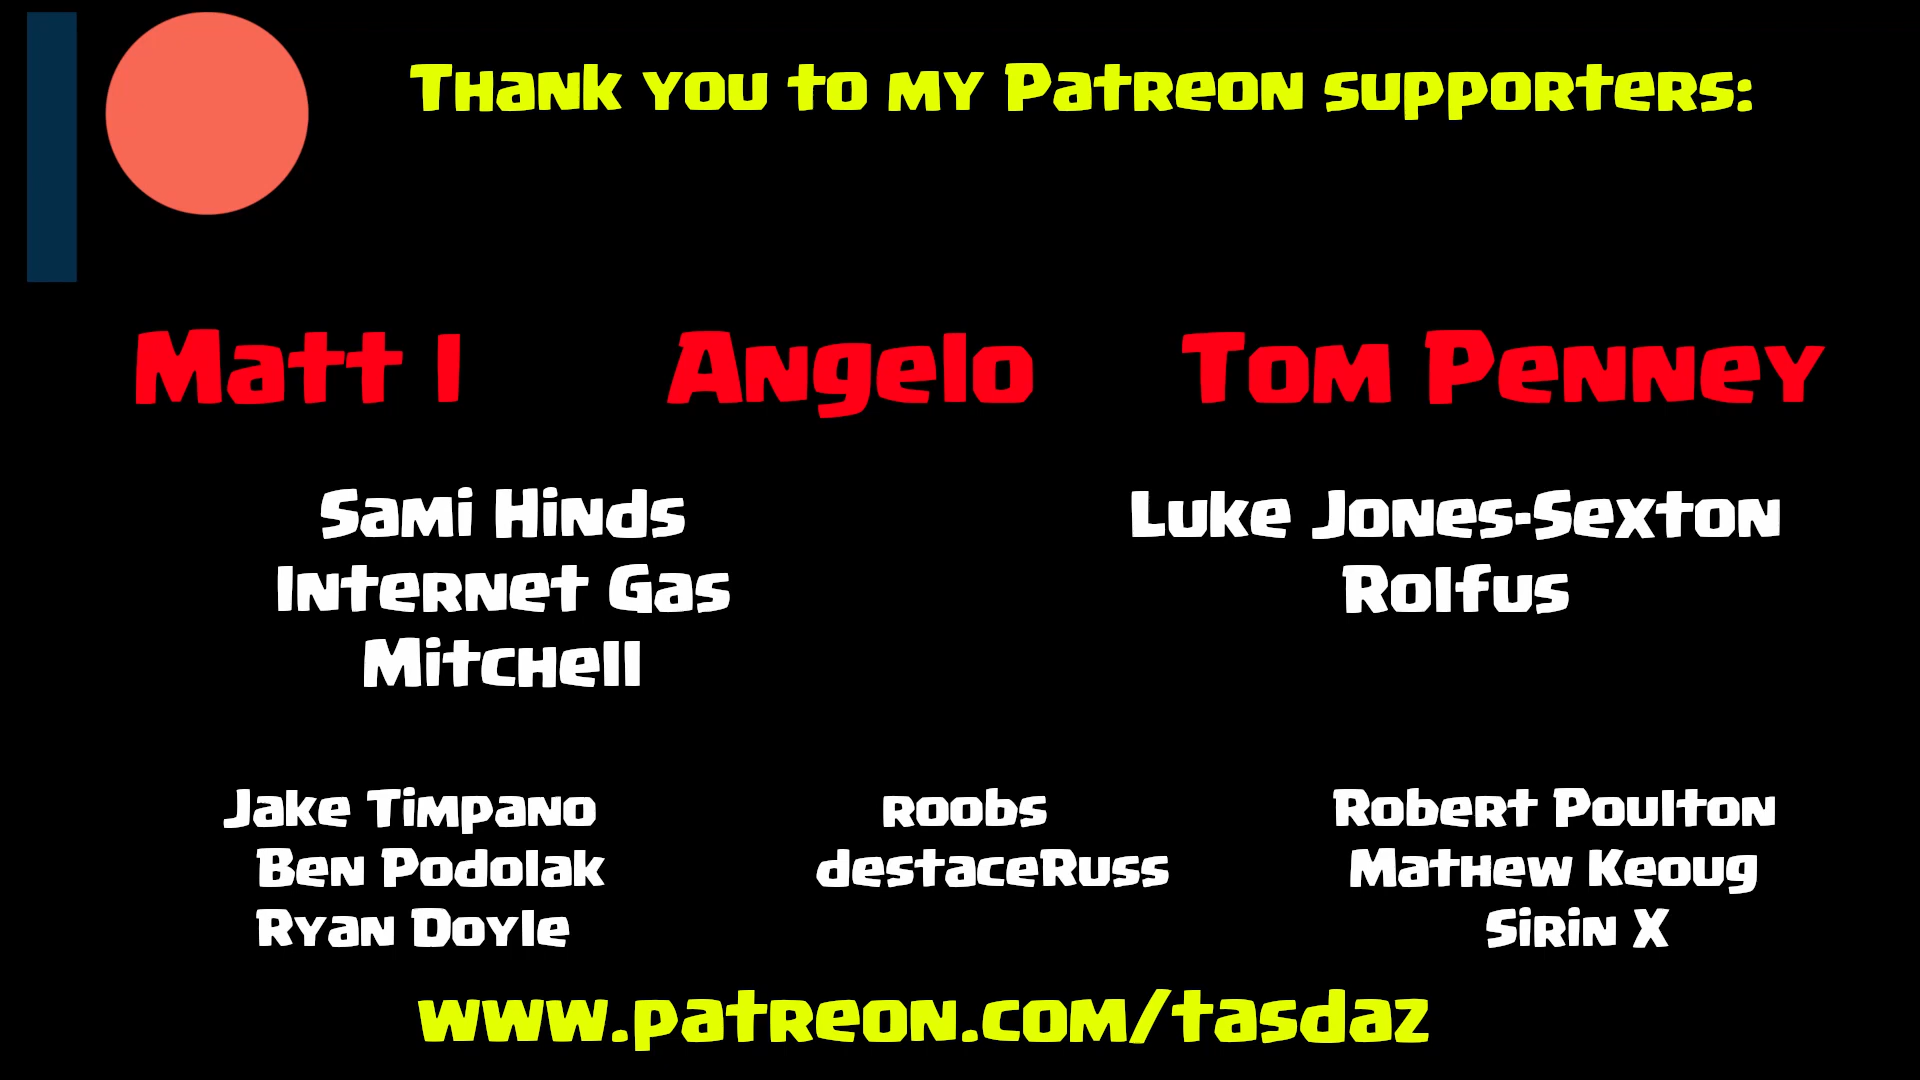 Thank you to my Patreon supporters:
Matt I Angelo Tom Penney
Sami Hinds Luke Jones-Sexton
Internet Gas Rolfus
Mitchell
Jake Timpano roobs Robert Poulton
Ben Podolak destaceRuss Mathew Keoug
Ryan Doyle Sirin X
www.patreon.com/tasdaz